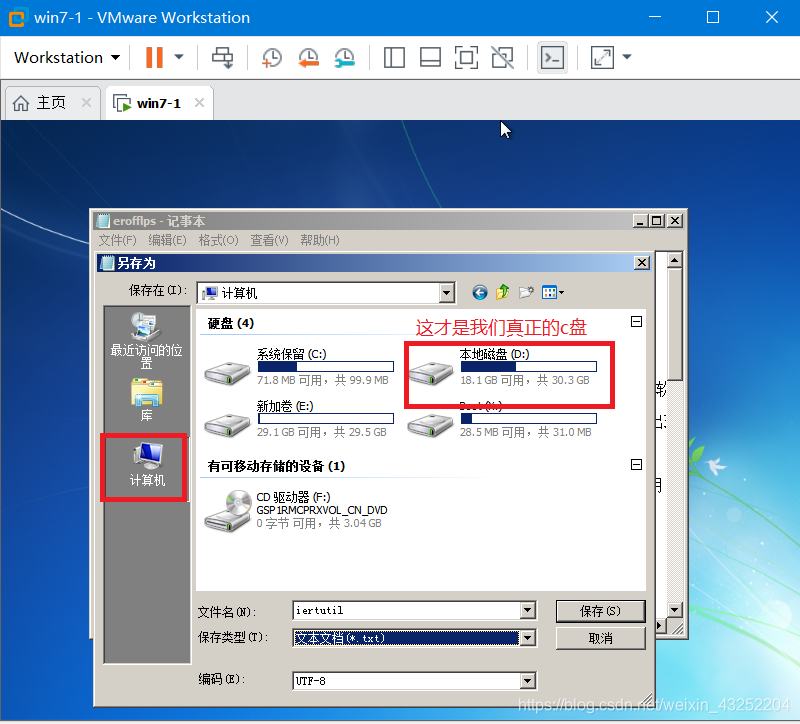 win7-1 - VMware Workstation
Workstation
主页
win7-1
erofflps - 记事本
文件(F) 编辑(E) 格式(O) 查看(V) 帮助(H)
另存为
保存在(I):
计算机
最近访问的位
置
库
计算机
硬盘 (4)
这才是我们真正的c盘
系统保留 (C:)
71.8 MB 可用，共 99.9 MB
本地磁盘 (D:)
18.1 GB 可用，共 30.3 GB
新加卷 (E:)
29.1 GB 可用，共 29.5 GB
28.5 MB 可用，共 31.0 MB
有可移动存储的设备 (1)
CD 驱动器 (F:)
GSP1RMCPRXVOL_CN_DVD
0 字节 可用，共 3.04 GB
文件名(N):
iertutil
保存(S)
保存类型(T):
文本文档(*.txt)
取消
编码(E):
UTF-8
https://blog.csdn.net/weixin_43252204